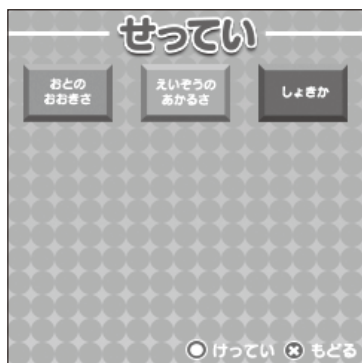 せってい
おとの
おおきさ
えいぞうの
あかるさ
しょきか
けってい もどる